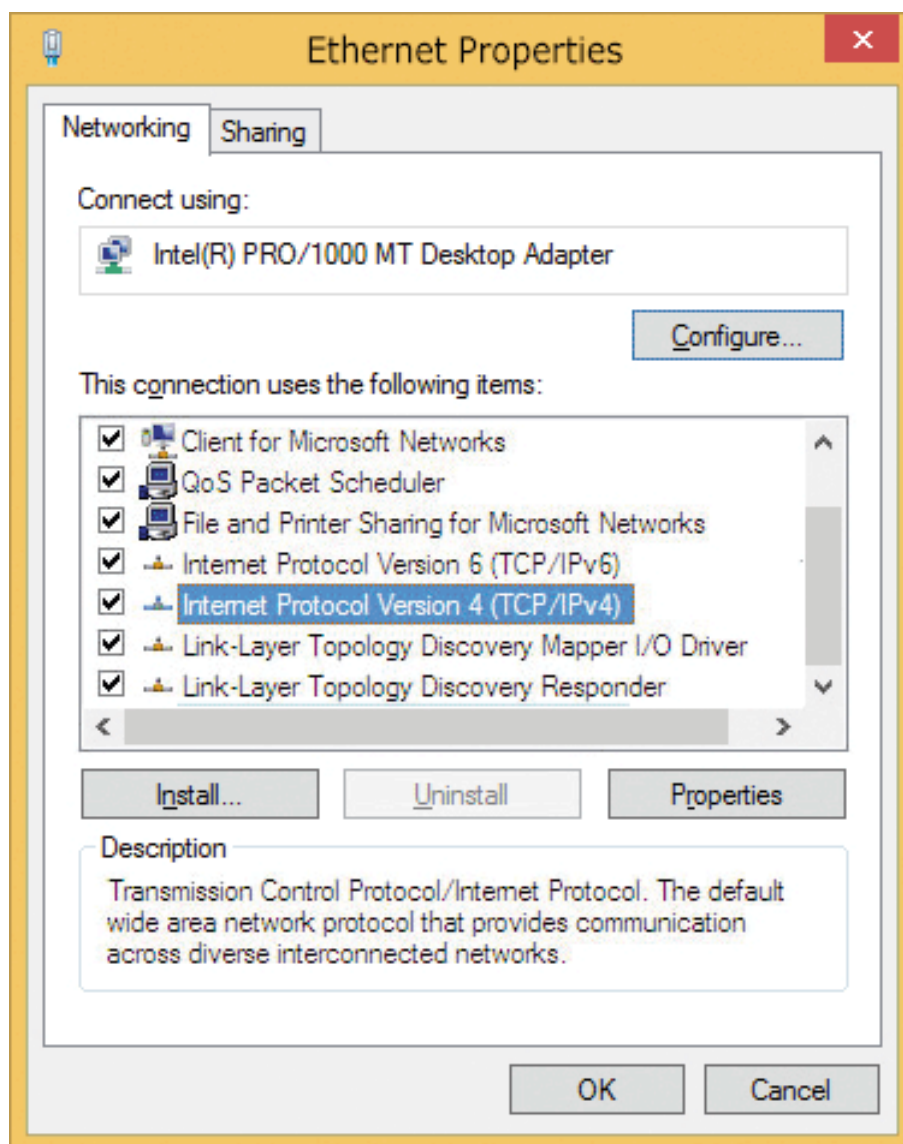 Ethernet Properties
Networking
Sharing
Connect using:
Intel(R) PRO/1000 MT Desktop Adapter
Configure...
This connection uses the following items:
Client for Microsoft Networks
QoS Packet Scheduler
File and Printer Sharing for Microsoft Networks
Internet Protocol Version 6 (TCP/IPv6)
Internet Protocol Version 4 (TCP/IPv4)
Link-Layer Topology Discovery Mapper I/O Driver
Link-Layer Topology Discovery Responder
Install...
Uninstall
Properties
Description
Transmission Control Protocol/Internet Protocol. The default
wide area network protocol that provides communication
across diverse interconnected networks.
OK
Cancel